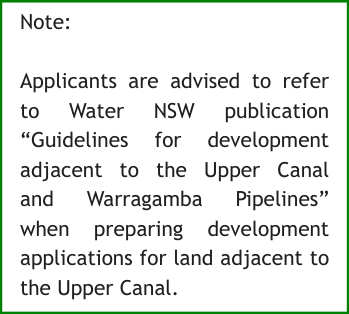 Note:
Applicants are advised to refer
to Water NSW publication
“Guidelines for development
adjacent to the Upper Canal
and Warragamba Pipelines”
when preparing development
applications for land adjacent to
the Upper Canal.